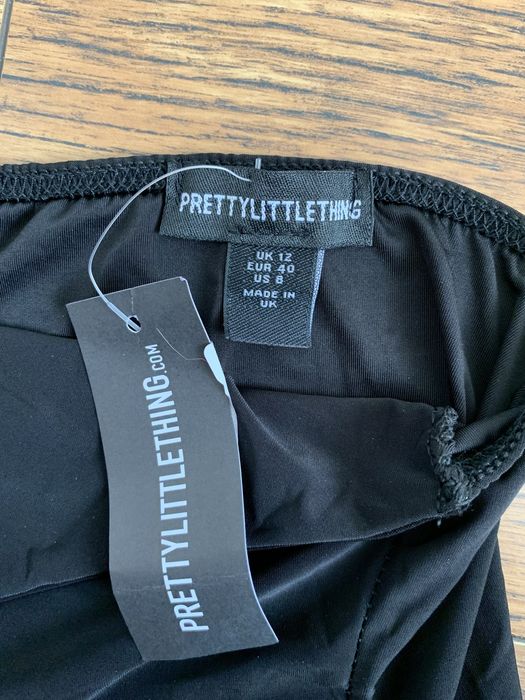 PRETTYLITTLETHING
UK 12
EUR 40
US 8
MADE IN
UK
PRETTYLITTLETHING.COM